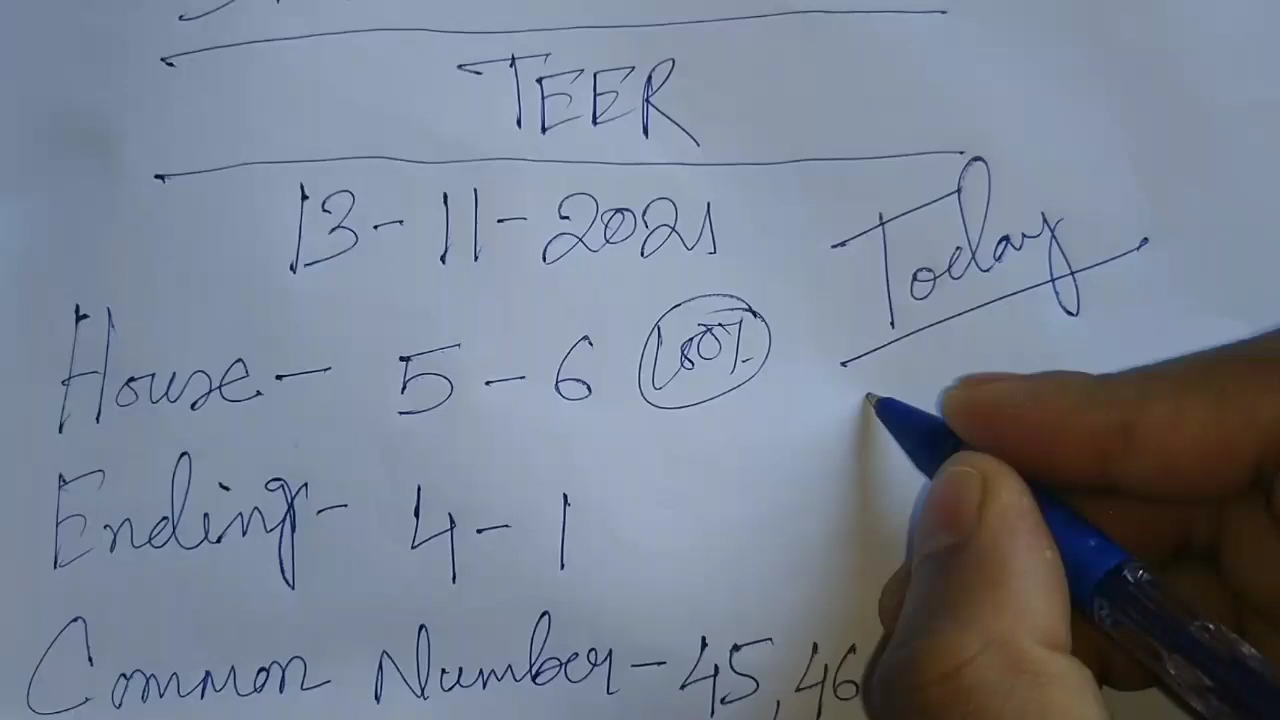 TEER
13-11-2021
Today
House - 5 - 6 100%
Ending - 4 - 1
Common Number - 45, 46